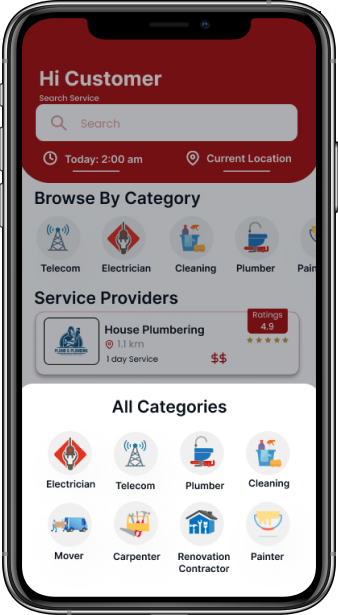 Hi Customer
Search Service
Search
Today: 2:00 am
Current Location
Browse By Category
Telecom
Electrician
Cleaning
Plumber
Pain
Service Providers
Ratings
4.9
House Plumbering
1.1 km
1 day Service
$$
All Categories
Electrician
Telecom
Plumber
Cleaning
Mover
Carpenter
Renovation
Contractor
Painter